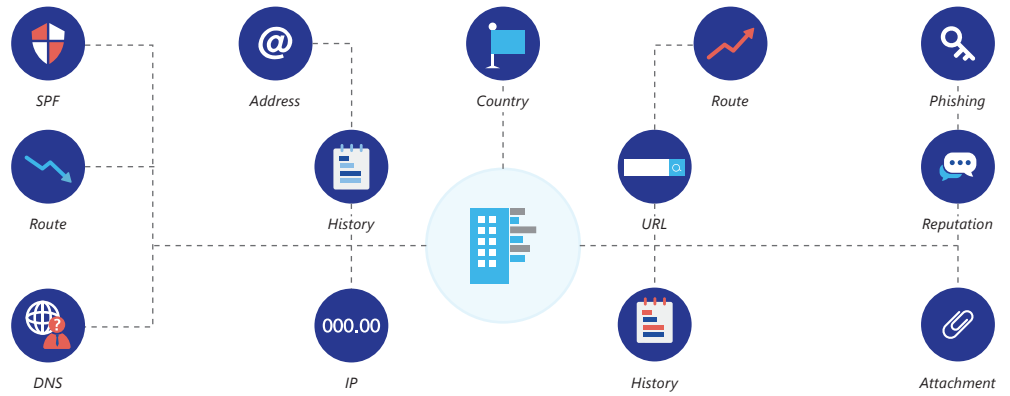 @
?
SPF
Address
Country
Route
Phishing
Route
History
URL
Reputation
000.00
DNS
IP
History
Attachment